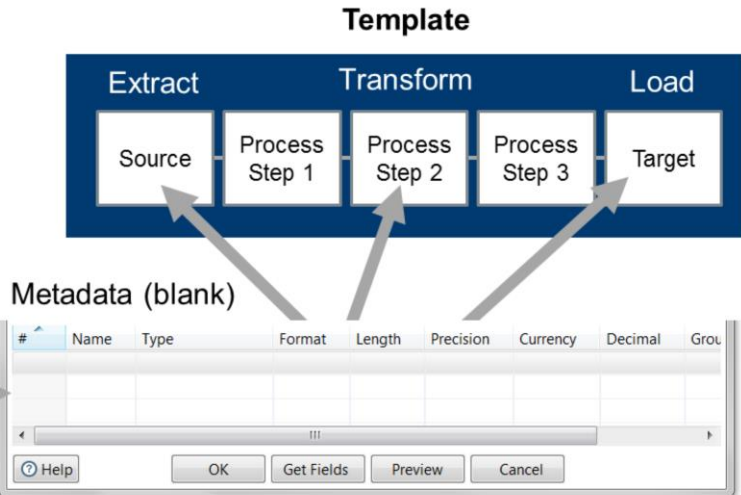 Template
Extract Transform Load
Source Process Step 1 Process Step 2 Process Step 3 Target
Metadata (blank)
# Name Type Format Length Precision Currency Decimal Grou
Help OK Get Fields Preview Cancel